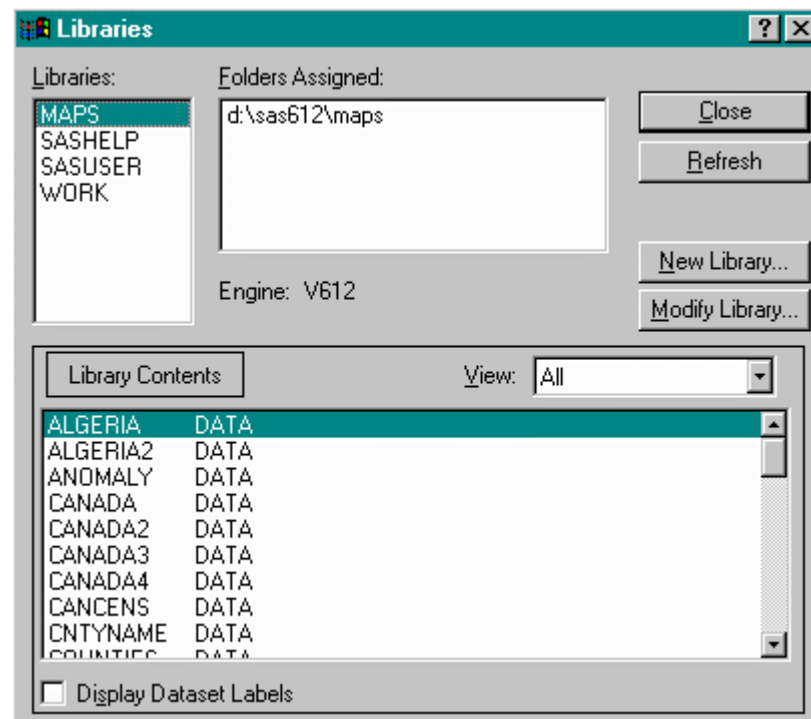 Libraries
Libraries:
MAPS
SASHELP
SASUSER
WORK
Folders Assigned:
d:\sas612\maps
Engine: V612
Close
Refresh
New Library...
Modify Library...
Library Contents
View: All
ALGERIA DATA
ALGERIA2 DATA
ANOMALY DATA
CANADA DATA
CANADA2 DATA
CANADA3 DATA
CANADA4 DATA
CANCENS DATA
CNTYNAME DATA
COUNTIES DATA
Display Dataset Labels